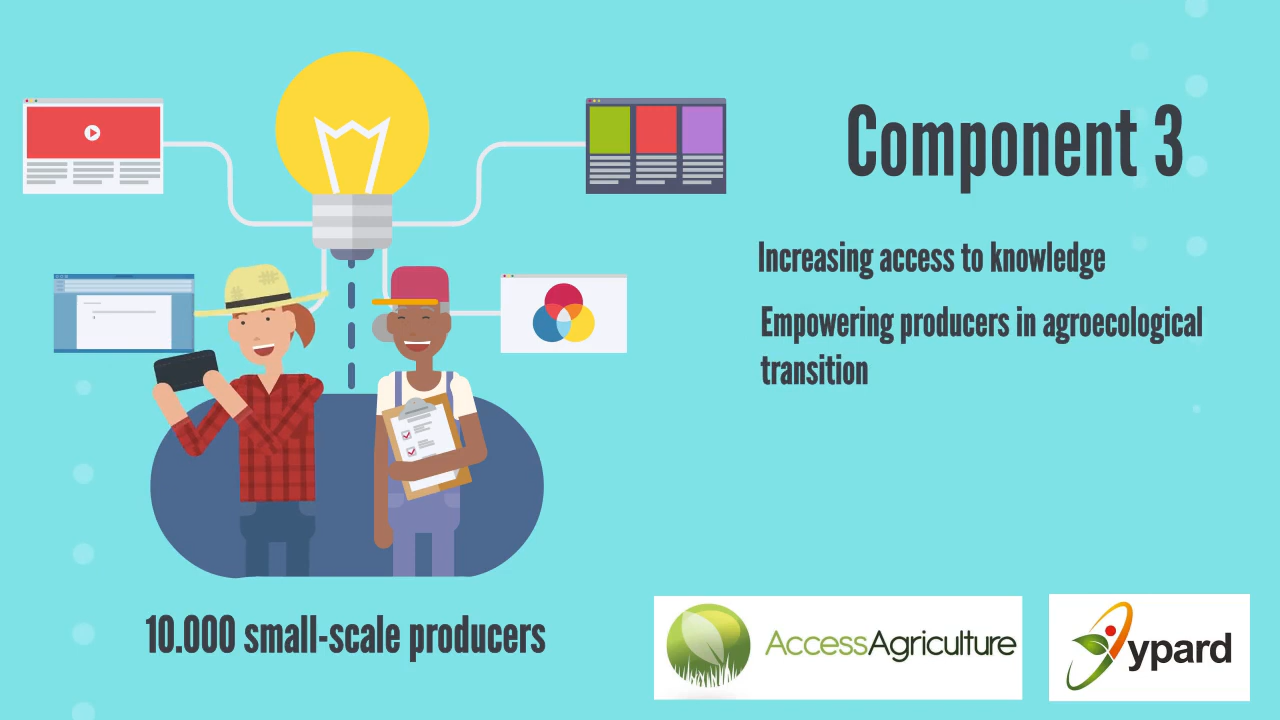 Component 3
Increasing access to knowledge
Empowering producers in agroecological
transition
10.000 small-scale producers
AccessAgriculture
ypard